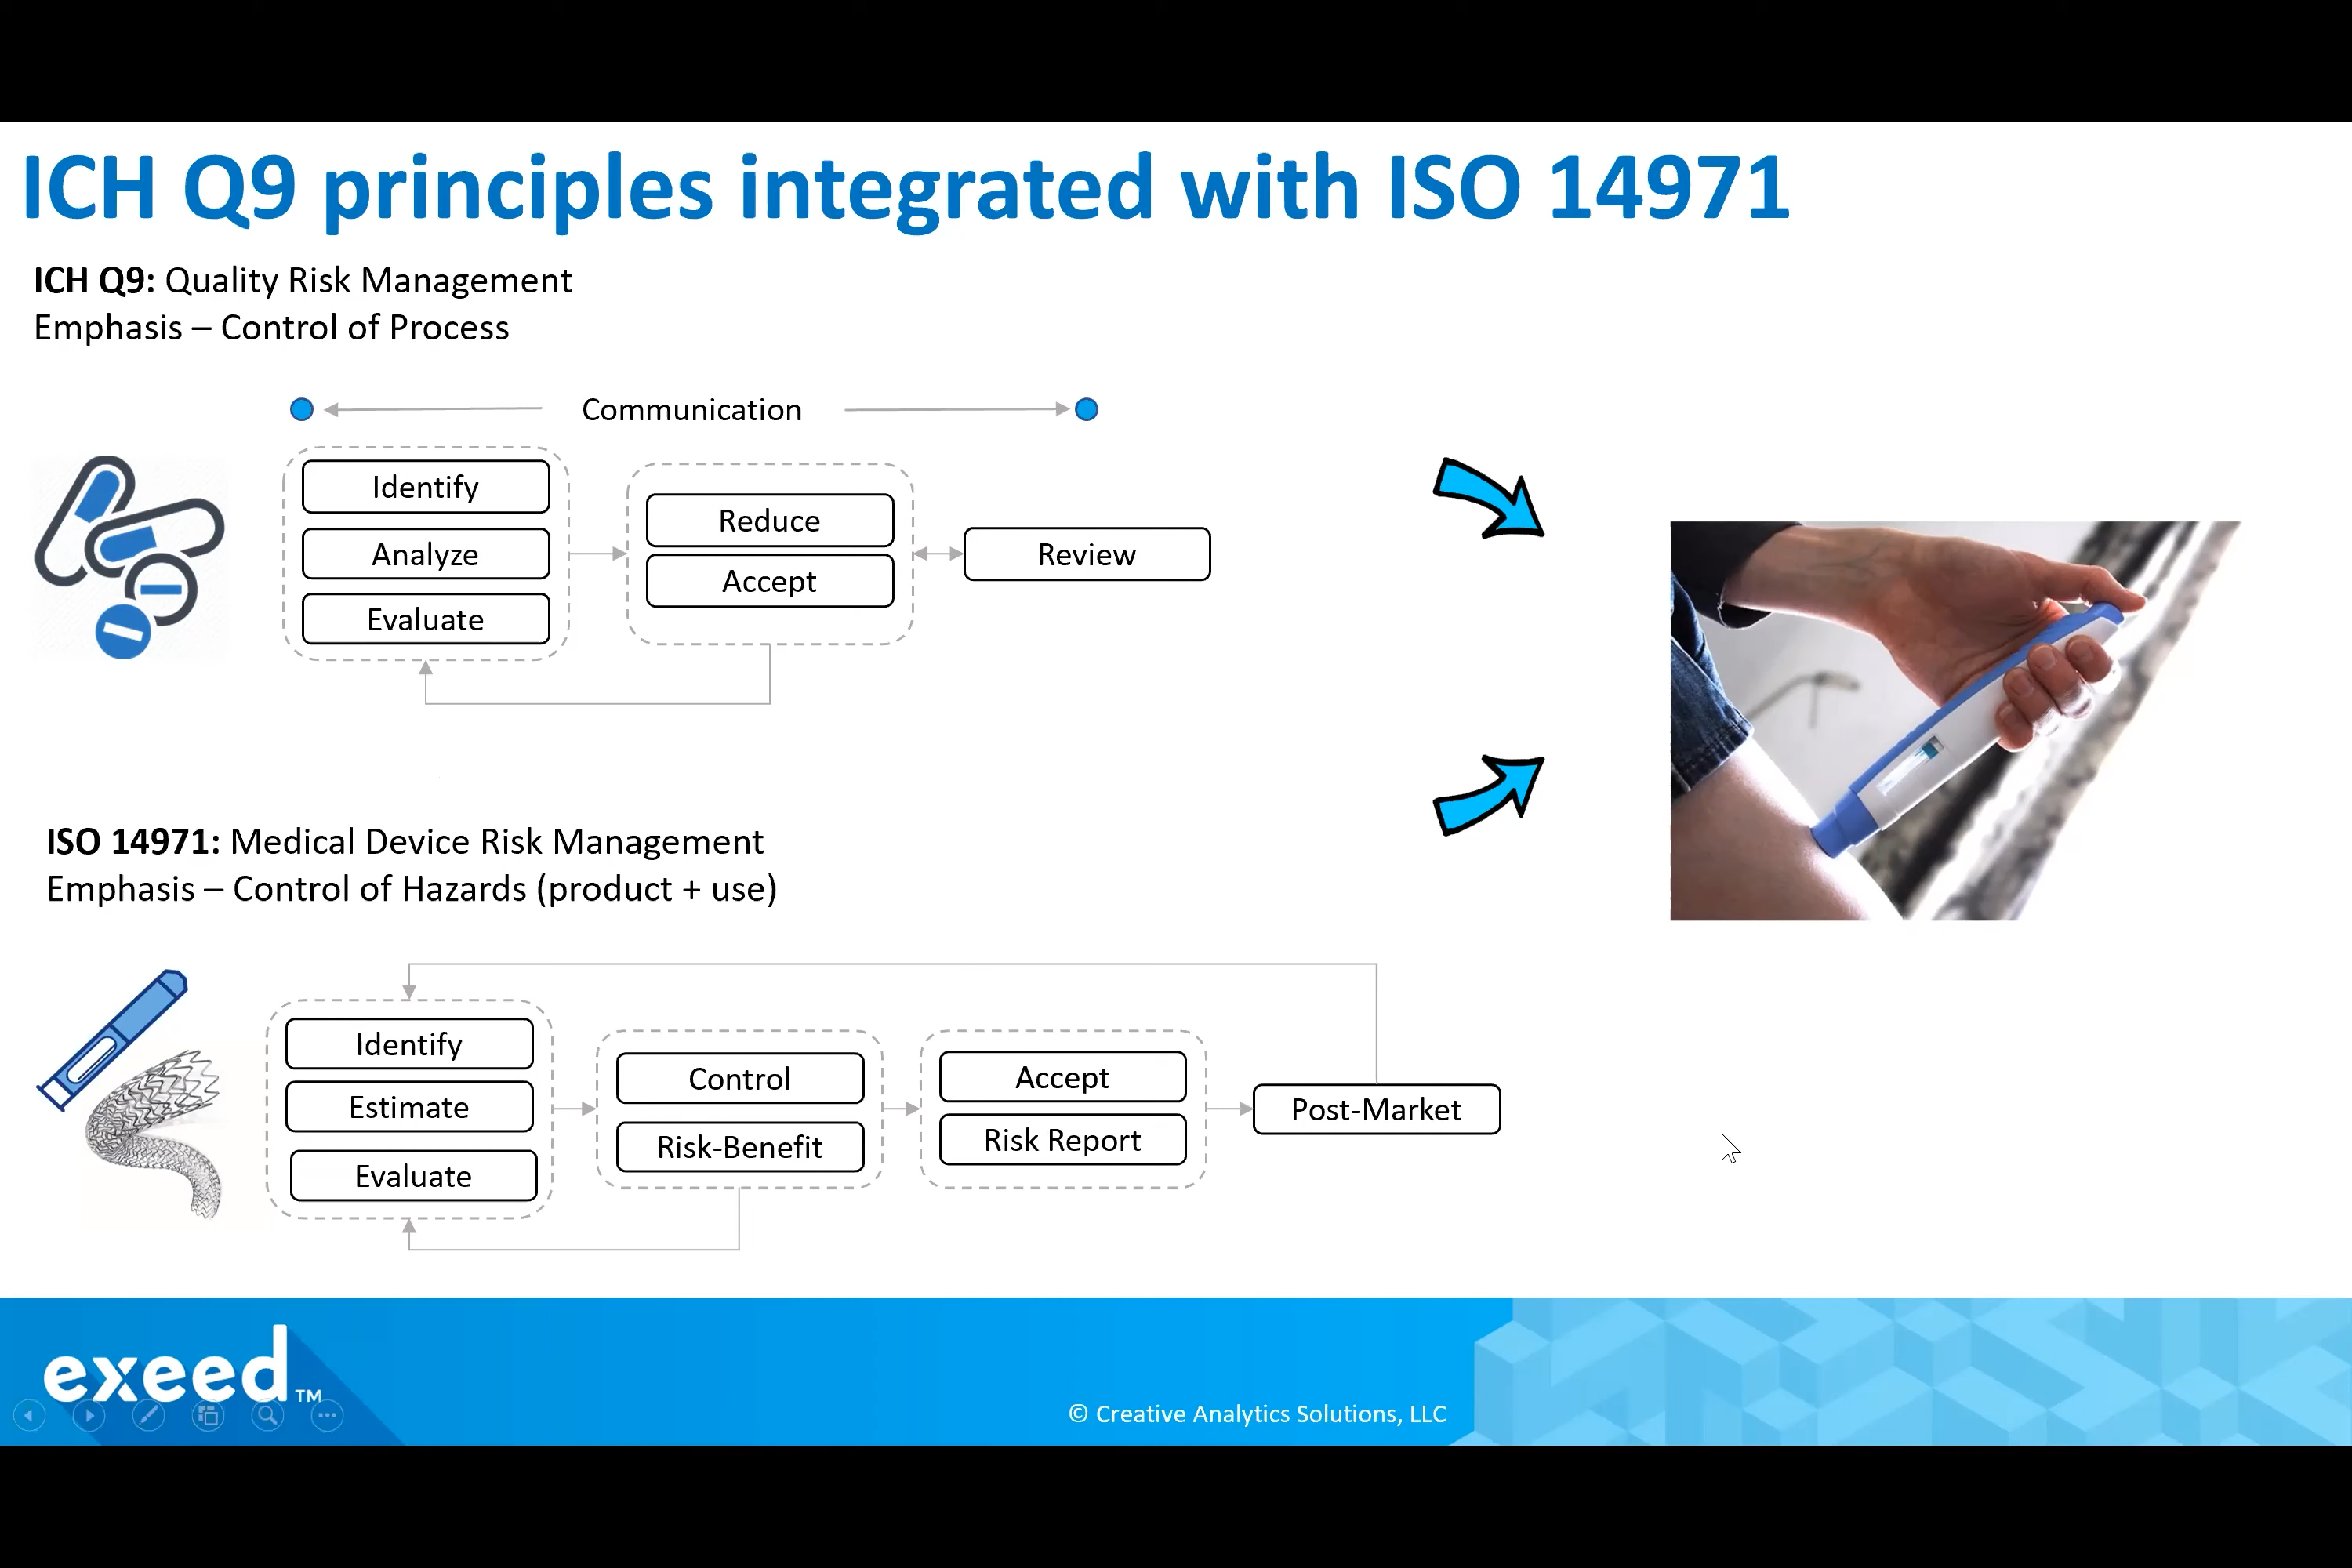 ICH Q9 principles integrated with ISO 14971
ICH Q9: Quality Risk Management
Emphasis – Control of Process
Communication
Identify
Analyze
Evaluate
Reduce
Accept
Review
ISO 14971: Medical Device Risk Management
Emphasis – Control of Hazards (product + use)
Identify
Estimate
Evaluate
Control
Risk-Benefit
Accept
Risk Report
Post-Market
exeed™
© Creative Analytics Solutions, LLC